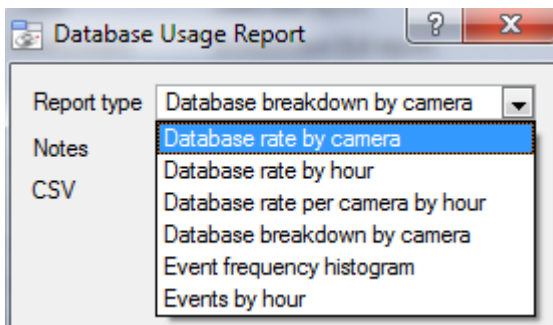 Database Usage Report
Report type Database breakdown by camera
Notes
CSV
Database rate by camera
Database rate by hour
Database rate per camera by hour
Database breakdown by camera
Event frequency histogram
Events by hour